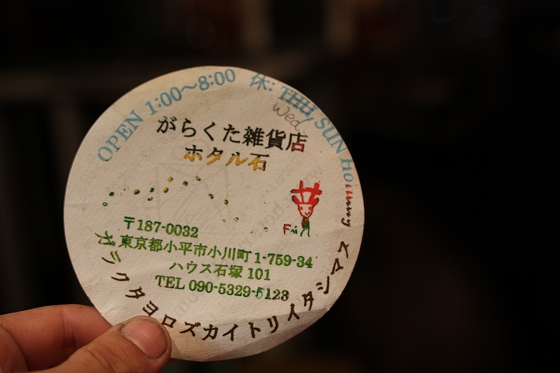 OPEN 1:00～8:00 休: THU, SUN Holiday
Wed.
がらくた雑貨店
ホタル石
〒187-0032
東京都小平市小川町1-759-34
ハウス石塚 101
TEL 090-5329-5123
ガラクタヨロズカイトリイタシマス